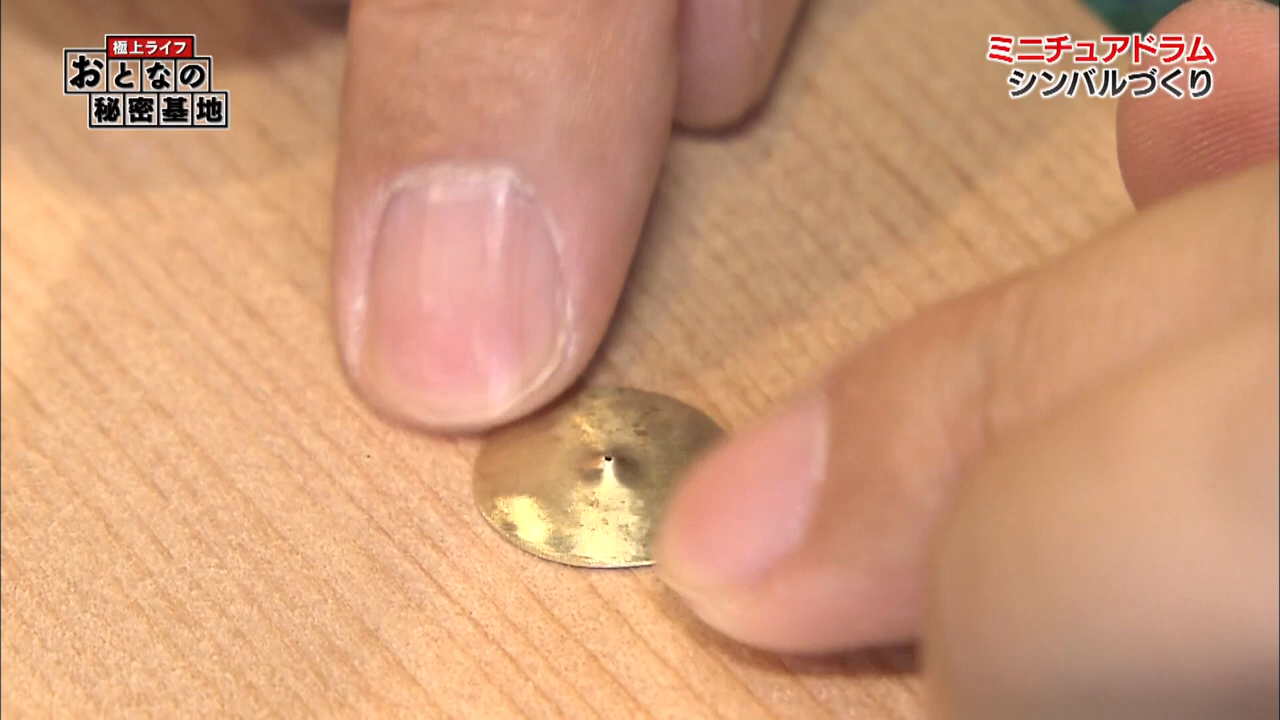 極上ライフ
おとなの
秘密基地
ミニチュアドラム
シンバルづくり